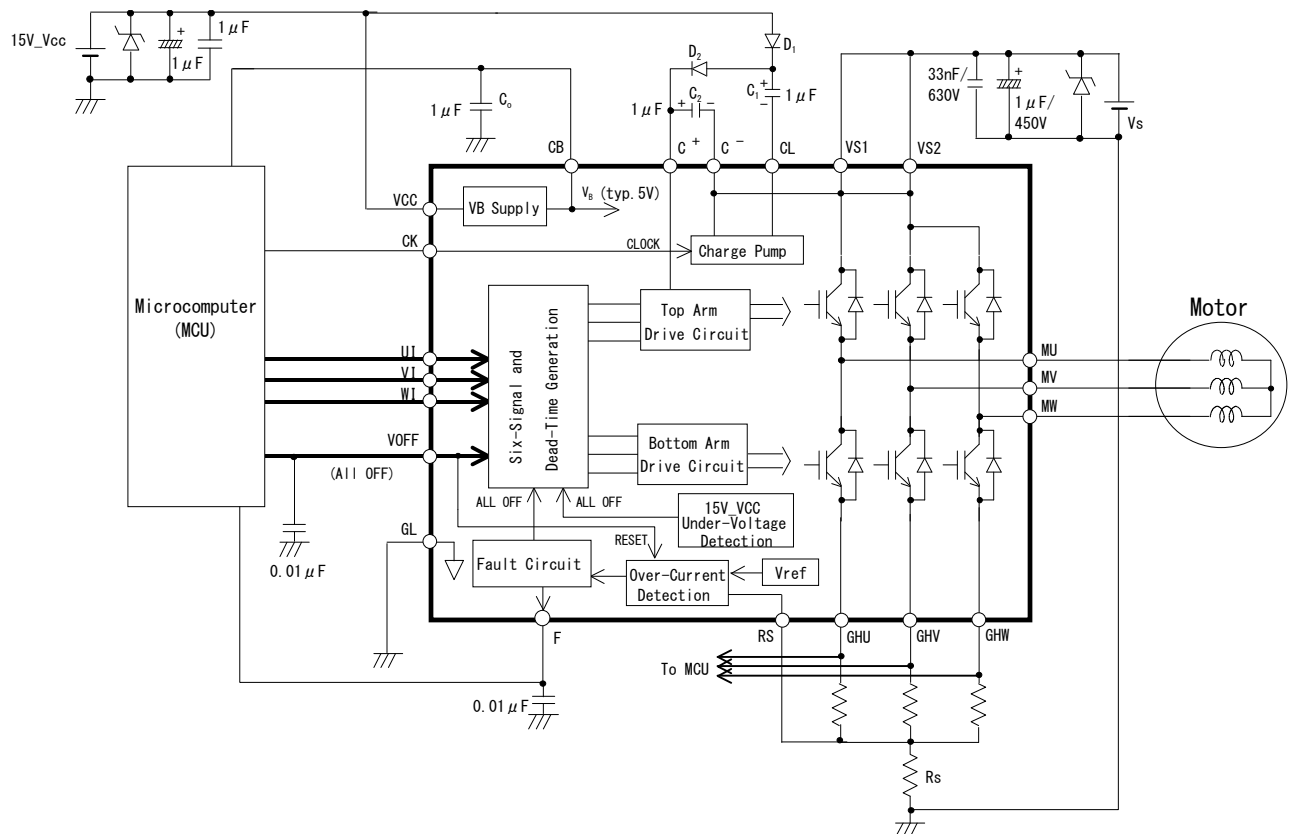 15V_Vcc
1μF
1μF
D₂
D₁
33nF/
630V
1μF/
450V
Vs
1μF
C₀
1μF
C₂
C₁
1μF
CB
C+
C-
CL
VS1
VS2
VCC
VB Supply
V_B (typ.5V)
CK
CLOCK
Charge Pump
Microcomputer
(MCU)
Six-Signal and
Dead-Time Generation
Top Arm
Drive Circuit
Motor
UI
VI
WI
MU
MV
MW
VOFF
(All OFF)
Bottom Arm
Drive Circuit
ALL OFF
ALL OFF
15V_VCC
Under-Voltage
Detection
GL
RESET
0.01μF
Fault Circuit
Over-Current
Detection
Vref
F
RS
GHU
GHV
GHW
To MCU
0.01μF
Rs